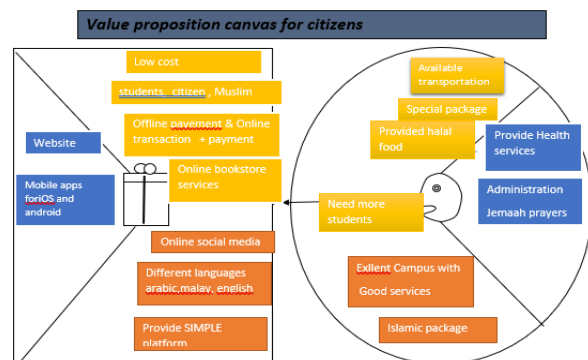 Value proposition canvas for citizens
Low cost
students, citizen , Muslim
Offline pavement & Online
transaction + payment
Online bookstore
services
Website
Mobile apps
foriOS and
android
Online social media
Different languages
arabic,malay, english
Provide SIMPLE
platform
Available
transportation
Special package
Provided halal
food
Provide Health
services
Administration
Jemaah prayers
Need more
students
Exllent Campus with
Good services
Islamic package